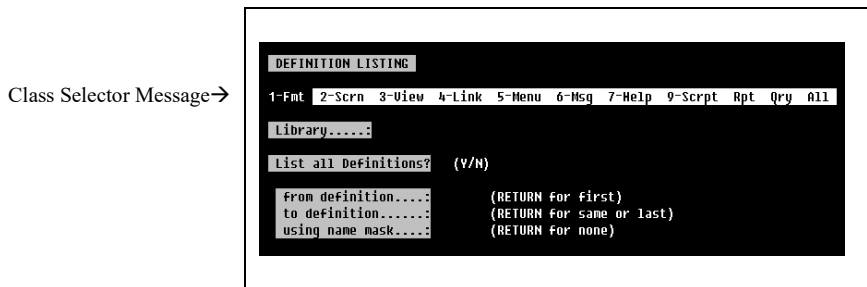 DEFINITION LISTING
Class Selector Message→
1-Fmt 2-Scrn 3-View 4-Link 5-Menu 6-Msg 7-Help 9-Scrpt Rpt Qry All
Library.....:
List all Definitions? (Y/N)
from definition....: (RETURN for first)
to definition......: (RETURN for same or last)
using name mask....: (RETURN for none)